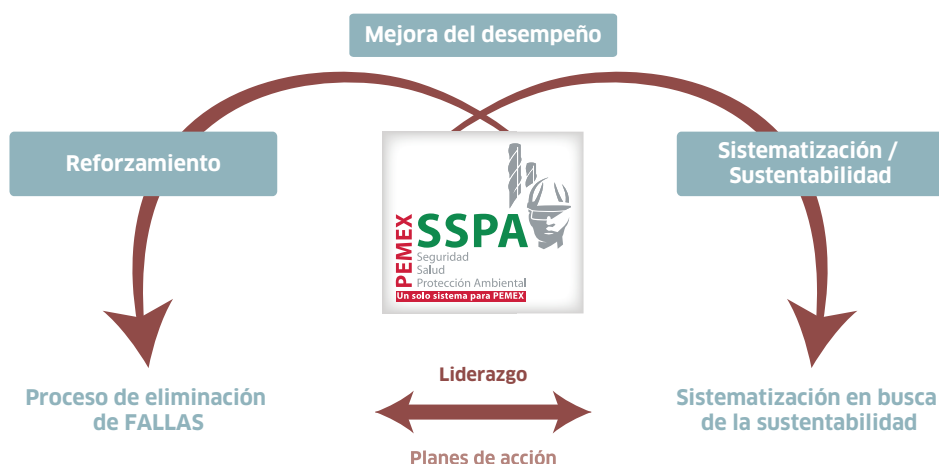 Mejora del desempeño
Reforzamiento
Sistematización /
Sustentabilidad
PEMEX
SSPA
Seguridad
Salud
Protección Ambiental
Un solo sistema para PEMEX
Liderazgo
Proceso de eliminación
de FALLAS
Sistematización en busca
de la sustentabilidad
Planes de acción